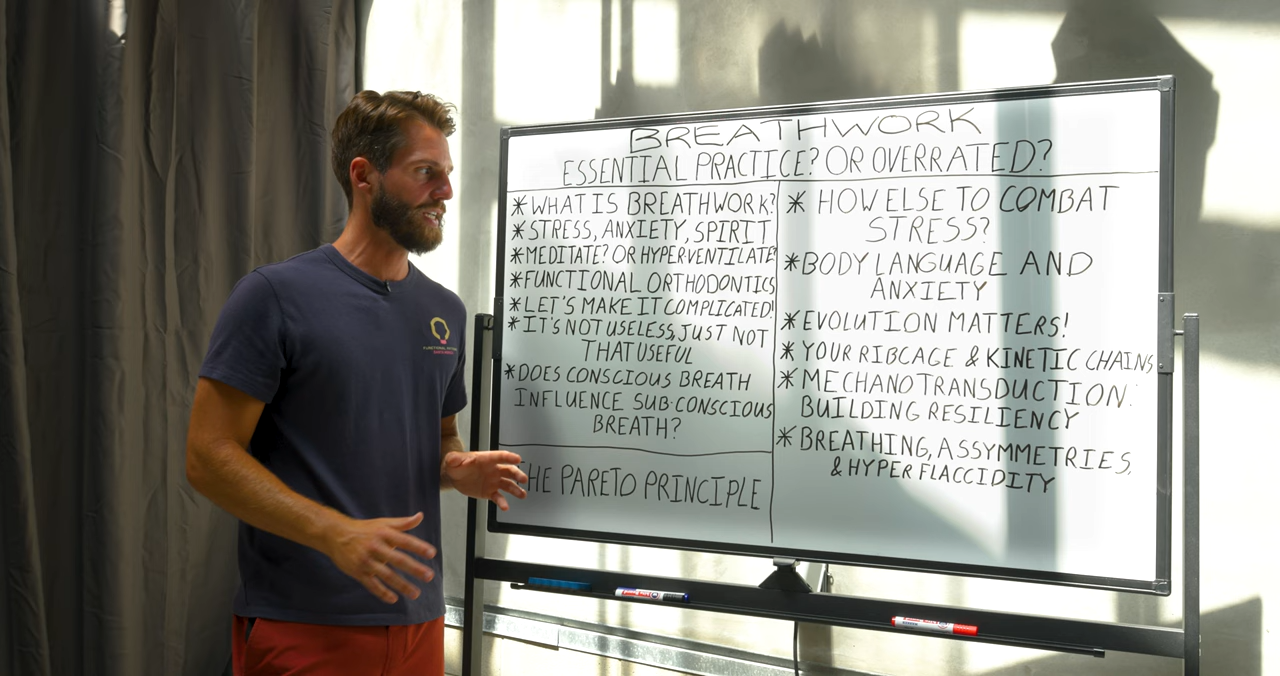 BREATHWORK
ESSENTIAL PRACTICE? OR OVERRATED?
* WHAT IS BREATHWORK?
* STRESS, ANXIETY, SPIRIT
* MEDITATE? OR HYPERVENTILATE?
* FUNCTIONAL ORTHODONTICS
* LET'S MAKE IT COMPLICATED!
* IT'S NOT USELESS, JUST NOT
THAT USEFUL
* DOES CONSCIOUS BREATH
INFLUENCE SUB-CONSCIOUS
BREATH?
THE PARETO PRINCIPLE
* HOW ELSE TO COMBAT
STRESS?
* BODY LANGUAGE AND
ANXIETY
* EVOLUTION MATTERS!
* YOUR RIBCAGE & KINETIC CHAINS
* MECHANOTRANSDUCTION:
BUILDING RESILIENCY
* BREATHING, ASSYMMETRIES,
& HYPER FLACCIDITY